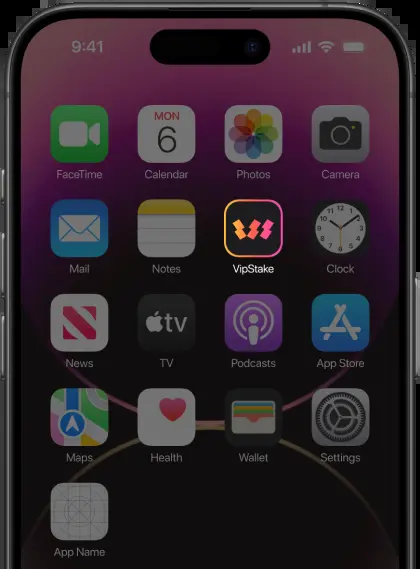 9:41
MON
6
FaceTime
Calendar
Photos
Camera
Mail
Notes
VipStake
Clock
News
tv
TV
Podcasts
App Store
Maps
Health
Wallet
Settings
App Name